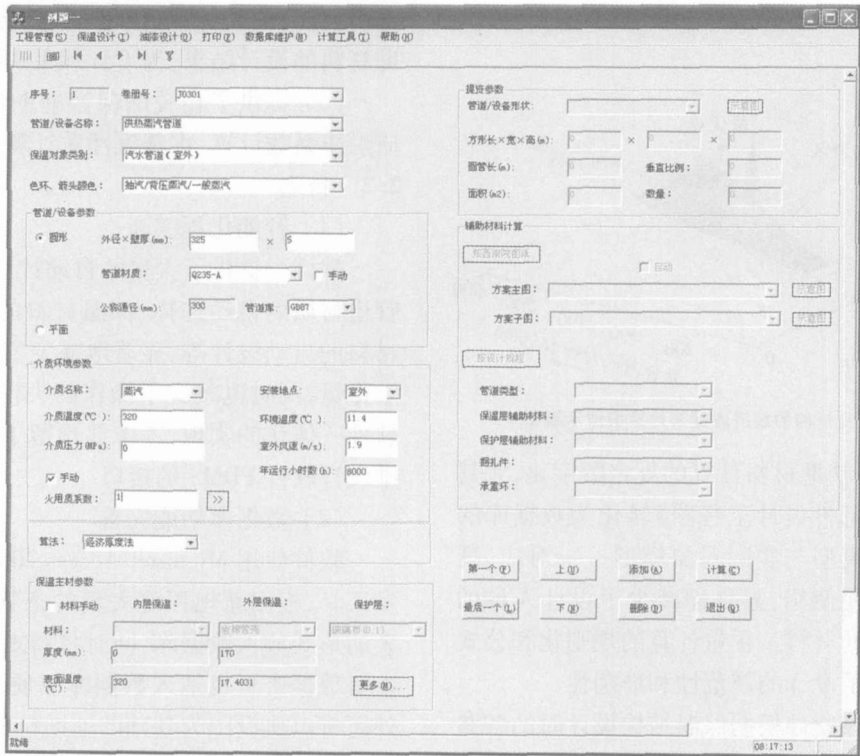 - 例题一
工程管理(S) 保温设计(I) 油漆设计(Q) 打印(Z) 数据库维护(W) 计算工具(T) 帮助(H)
序号： 1 卷册号： J0301
管道/设备名称： 供热蒸汽管道
保温对象类别： 汽水管道（室外）
色环、箭头颜色： 抽汽/背压蒸汽/一般蒸汽
管道/设备参数
圆形 外径×壁厚(mm)： 325 × 5
管道材质： Q235-A 手动
公称通径(mm)： 300 管道库： GDBT
平面
介质环境参数
介质名称： 蒸汽 安装地点： 室外
介质温度(℃)： 320 环境温度(℃)： 11.4
介质压力(MPa)： 0 室外风速(m/s)： 1.9
手动 年运行小时数(h)： 8000
火用质系数： 1 >>
算法： 经济厚度法
保温主材参数
材料手动 内层保温： 外层保温： 保护层：
材料： 岩棉管壳 玻璃布(0.1)
厚度(mm) 0 170
表面温度(℃) 320 17.4031 更多(M)...
提资参数
管道/设备形状： 示意图
方形长×宽×高(m)： 0 × 0 × 0
圆管长(m)： 0 垂直比例： 0
面积(m2)： 0 数量： 0
辅助材料计算
按西南院图纸
自动
方案主图： 示意图
方案子图： 示意图
按设计规程
管道类型：
保温层辅助材料：
保护层辅助材料：
捆扎件：
承重环：
第一个(F) 上(U) 添加(A) 计算(C)
最后一个(L) 下(N) 删除(D) 退出(Q)
就绪 08:17:13